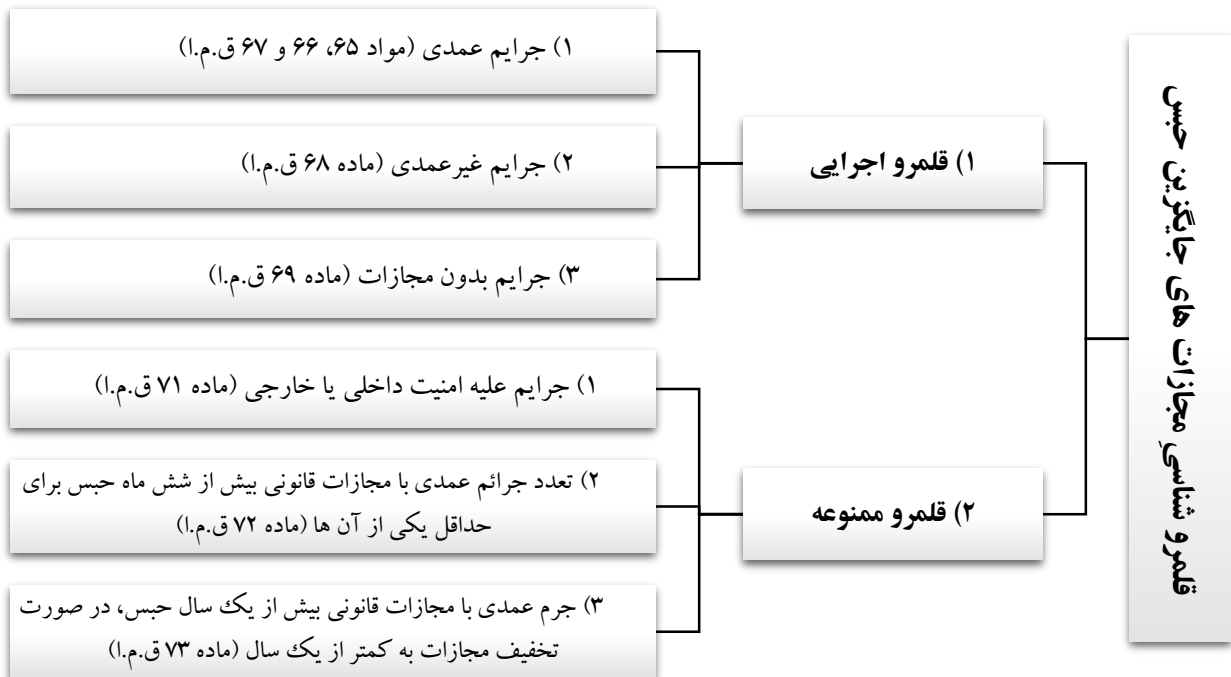 قلمرو شناسیِ مجازات های جایگزین حبس
۱) قلمرو اجرایی
۱) جرایم عمدی (مواد ۶۵، ۶۶ و ۶۷ ق.م.ا)
۲) جرایم غیرعمدی (ماده ۶۸ ق.م.ا)
۳) جرایم بدون مجازات (ماده ۶۹ ق.م.ا)
۲) قلمرو ممنوعه
۱) جرایم علیه امنیت داخلی یا خارجی (ماده ۷۱ ق.م.ا)
۲) تعدد جرائم عمدی با مجازات قانونی بیش از شش ماه حبس برای
حداقل یکی از آن ها (ماده ۷۲ ق.م.ا)
۳) جرم عمدی با مجازات قانونی بیش از یک سال حبس، در صورت
تخفیف مجازات به کمتر از یک سال (ماده ۷۳ ق.م.ا)